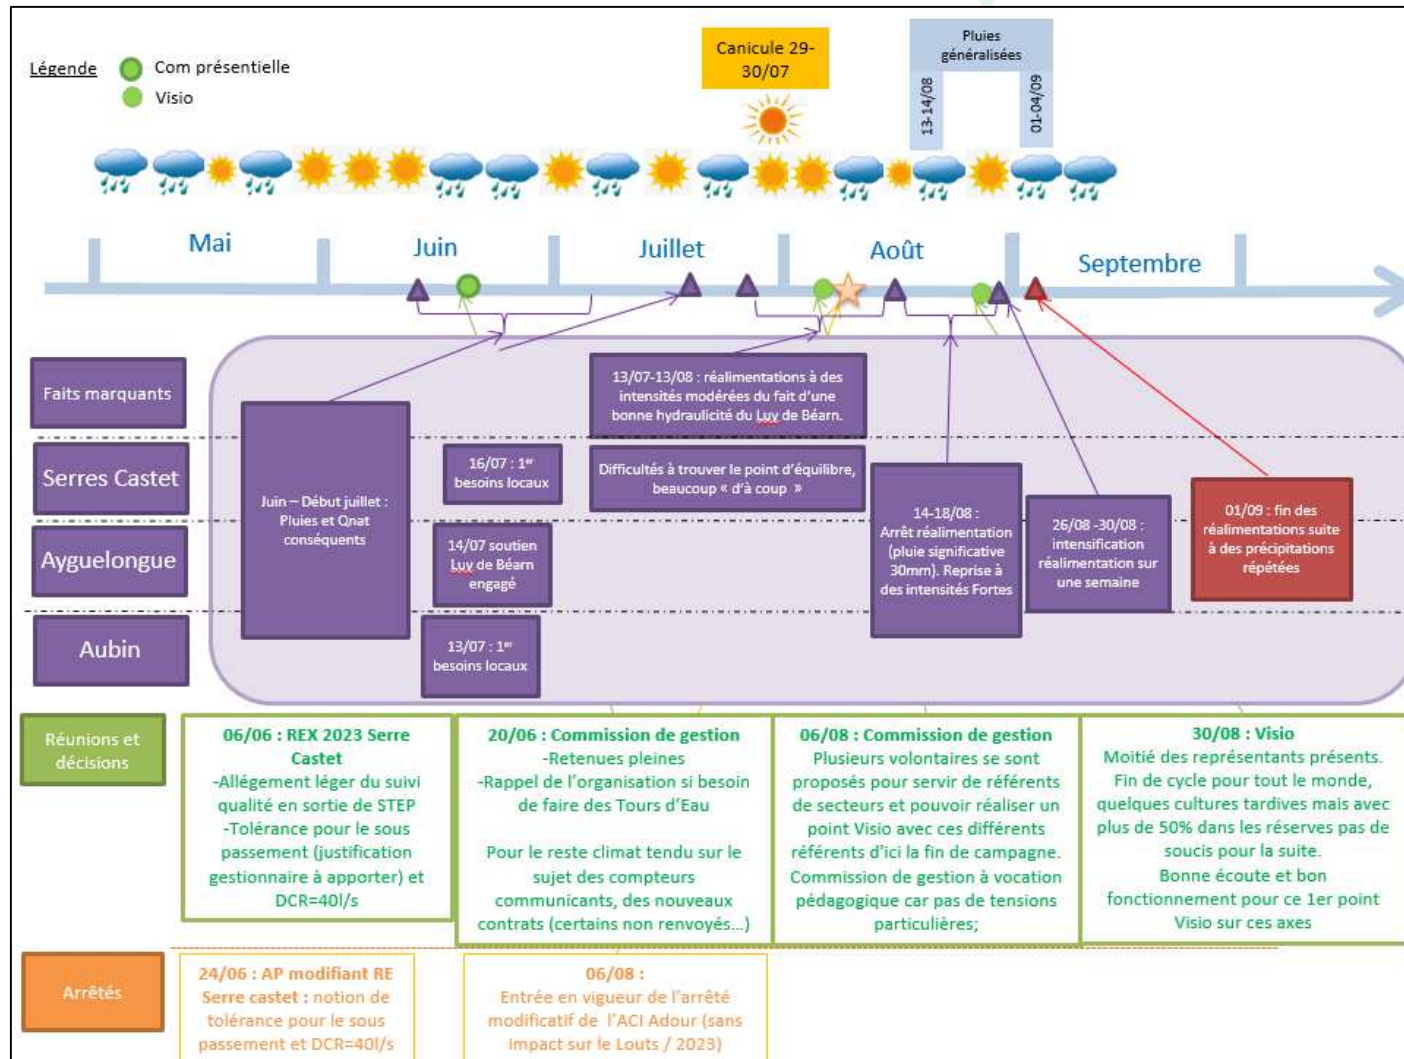 Légende
Com présentielle
Visio
Canicule 29-
30/07
Pluies
généralisées
13-14/08
01-04/09
Mai
Juin
Juillet
Août
Septembre
Faits marquants
Serres Castet
Ayguelongue
Aubin
Juin – Début juillet :
Pluies et Qnat
conséquents
16/07 : 1er
besoins locaux
14/07 soutien
Luy de Béarn
engagé
13/07 : 1er
besoins locaux
13/07-13/08 : réalimentations à des
intensités modérées du fait d'une
bonne hydraulicité du Luy de Béarn.
Difficultés à trouver le point d'équilibre,
beaucoup « d'à coup »
14-18/08 :
Arrêt réalimentation
(pluie significative
30mm). Reprise à
des intensités Fortes
26/08 -30/08 :
intensification
réalimentation sur
une semaine
01/09 : fin des
réalimentations suite
à des précipitations
répétées
Réunions et
décisions
06/06 : REX 2023 Serre
Castet
-Allégement léger du suivi
qualité en sortie de STEP
-Tolérance pour le sous
passement (justification
gestionnaire à apporter) et
DCR=40l/s
20/06 : Commission de gestion
-Retenues pleines
-Rappel de l'organisation si besoin
de faire des Tours d'Eau
Pour le reste climat tendu sur le
sujet des compteurs
communicants, des nouveaux
contrats (certains non renvoyés...)
06/08 : Commission de gestion
Plusieurs volontaires se sont
proposés pour servir de référents
de secteurs et pouvoir réaliser un
point Visio avec ces différents
référents d'ici la fin de campagne.
Commission de gestion à vocation
pédagogique car pas de tensions
particulières;
30/08 : Visio
Moitié des représentants présents.
Fin de cycle pour tout le monde,
quelques cultures tardives mais avec
plus de 50% dans les réserves pas de
soucis pour la suite.
Bonne écoute et bon
fonctionnement pour ce 1er point
Visio sur ces axes
Arrêtés
24/06 : AP modifiant RE
Serre castet : notion de
tolérance pour le sous
passement et DCR=40l/s
06/08 :
Entrée en vigueur de l'arrêté
modificatif de l'ACI Adour (sans
impact sur le Louts / 2023)